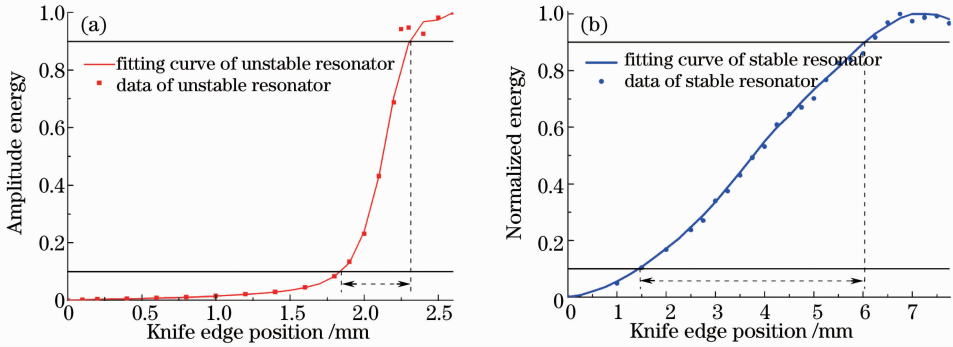 (a)
fitting curve of unstable resonator
data of unstable resonator
Amplitude energy
1.0
0.8
0.6
0.4
0.2
0
0.5
1.0
1.5
2.0
2.5
Knife edge position /mm
(b)
fitting curve of stable resonator
data of stable resonator
Normalized energy
1.0
0.8
0.6
0.4
0.2
0
0
1
2
3
4
5
6
7
Knife edge position /mm